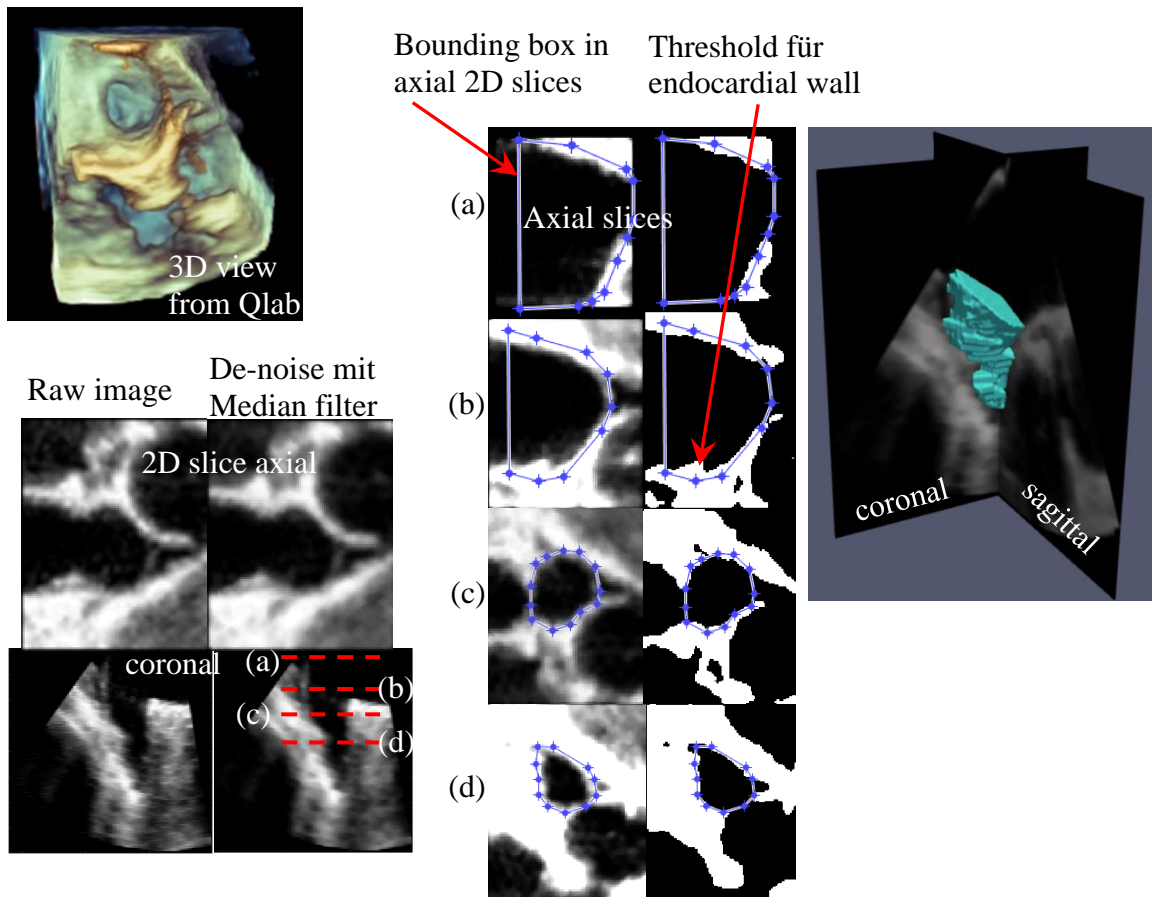 3D view
from Qlab
Raw image
De-noise mit
Median filter
2D slice axial
coronal
(a)
(b)
(c)
(d)
Bounding box in
axial 2D slices
Threshold für
endocardial wall
(a)
Axial slices
(b)
(c)
(d)
coronal
sagittal